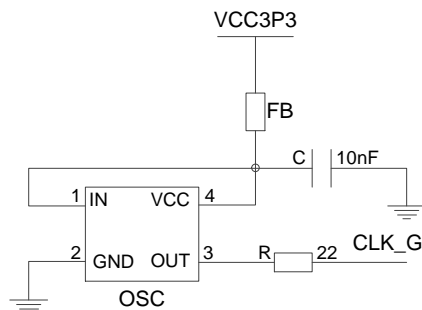 VCC3P3
FB
C 10nF
1 IN VCC 4
2 GND OUT 3 R 22 CLK_G
OSC